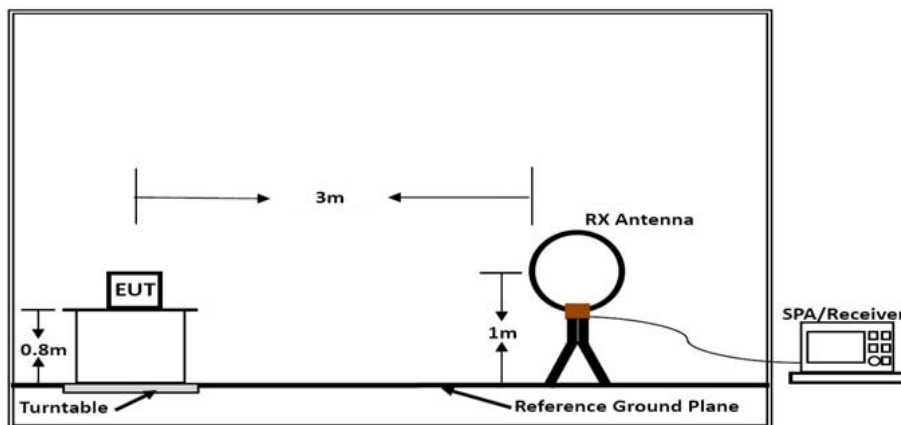 3m
RX Antenna
EUT
SPA/Receiver
0.8m
1m
Turntable
Reference Ground Plane